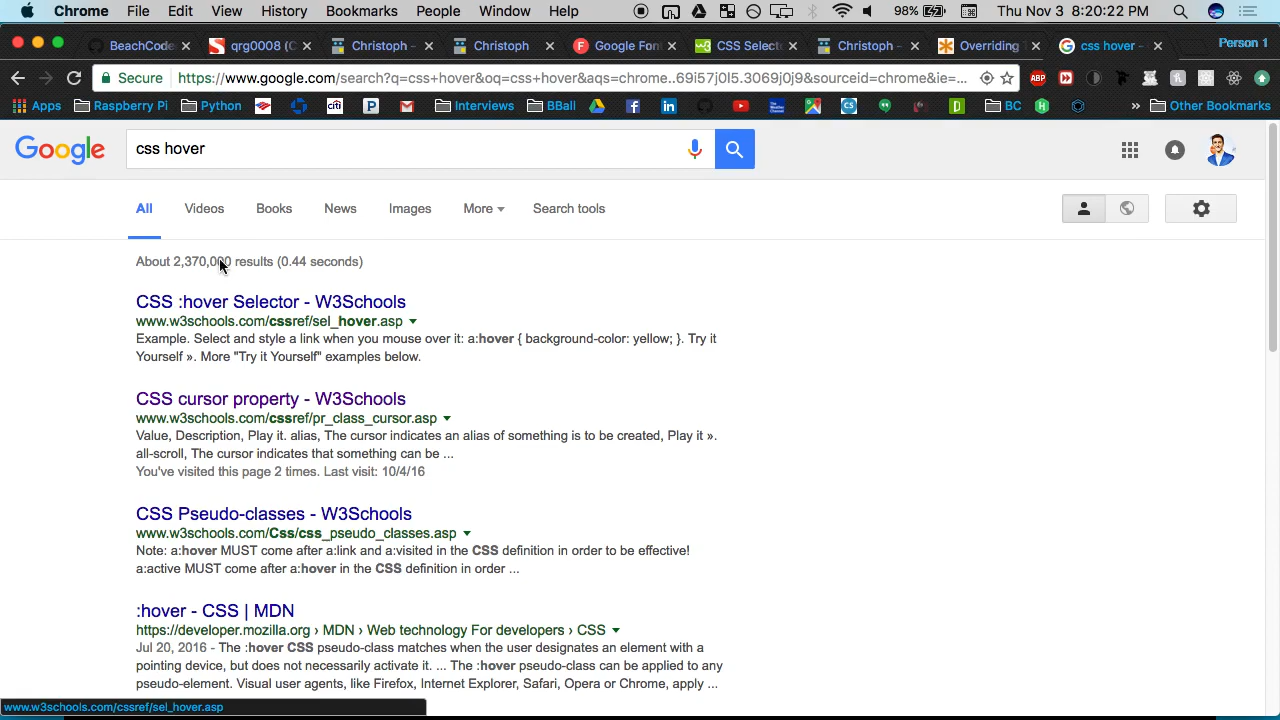 Chrome File Edit View History Bookmarks People Window Help 98% Thu Nov 3 8:20:22 PM
BeachCode qrg0008 (C Christoph - Christoph Google Fon CSS Select Christoph - Overriding css hover - Person 1
Secure https://www.google.com/search?q=css+hover&oq=css+hover&aqs=chrome..69i57j0l5.3069j0j9&sourceid=chrome&ie=...
Apps Raspberry Pi Python citi P Interviews BBall CS BC » Other Bookmarks
Google css hover
All Videos Books News Images More Search tools
About 2,370,000 results (0.44 seconds)
CSS :hover Selector - W3Schools
www.w3schools.com/cssref/sel_hover.asp
Example. Select and style a link when you mouse over it: a:hover { background-color: yellow; }. Try it
Yourself ». More "Try it Yourself" examples below.
CSS cursor property - W3Schools
www.w3schools.com/cssref/pr_class_cursor.asp
Value, Description, Play it. alias, The cursor indicates an alias of something is to be created, Play it ».
all-scroll, The cursor indicates that something can be ...
You've visited this page 2 times. Last visit: 10/4/16
CSS Pseudo-classes - W3Schools
www.w3schools.com/Css/css_pseudo_classes.asp
Note: a:hover MUST come after a:link and a:visited in the CSS definition in order to be effective!
a:active MUST come after a:hover in the CSS definition in order ...
:hover - CSS | MDN
https://developer.mozilla.org › MDN › Web technology For developers › CSS
Jul 20, 2016 - The :hover CSS pseudo-class matches when the user designates an element with a
pointing device, but does not necessarily activate it. ... The :hover pseudo-class can be applied to any
pseudo-element. Visual user agents, like Firefox, Internet Explorer, Safari, Opera or Chrome, apply ...
www.w3schools.com/cssref/sel_hover.asp